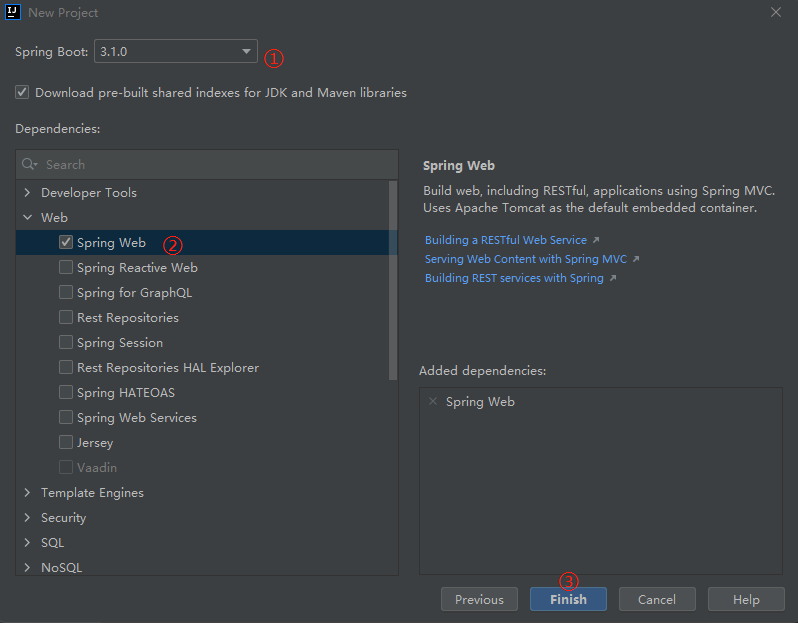 New Project
Spring Boot: 3.1.0 ①
Download pre-built shared indexes for JDK and Maven libraries
Dependencies:
Search
Developer Tools
Web
Spring Web ②
Spring Reactive Web
Spring for GraphQL
Rest Repositories
Spring Session
Rest Repositories HAL Explorer
Spring HATEOAS
Spring Web Services
Jersey
Vaadin
Template Engines
Security
SQL
NoSQL
Spring Web
Build web, including RESTful, applications using Spring MVC.
Uses Apache Tomcat as the default embedded container.
Building a RESTful Web Service
Serving Web Content with Spring MVC
Building REST services with Spring
Added dependencies:
Spring Web
③
Previous Finish Cancel Help